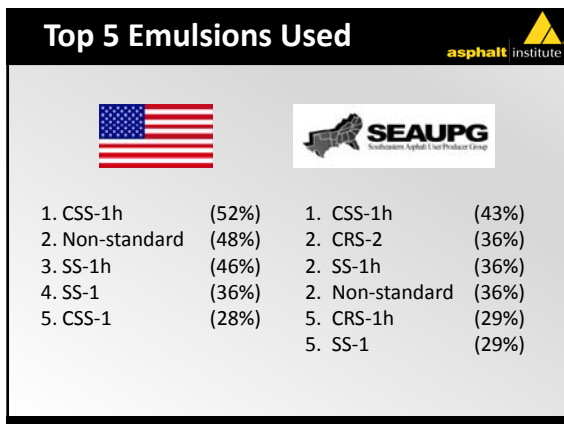 Top 5 Emulsions Used
asphalt institute
SEAUPG
Southeastern Asphalt User Producer Group
1. CSS-1h (52%)
2. Non-standard (48%)
3. SS-1h (46%)
4. SS-1 (36%)
5. CSS-1 (28%)
1. CSS-1h (43%)
2. CRS-2 (36%)
2. SS-1h (36%)
2. Non-standard (36%)
5. CRS-1h (29%)
5. SS-1 (29%)